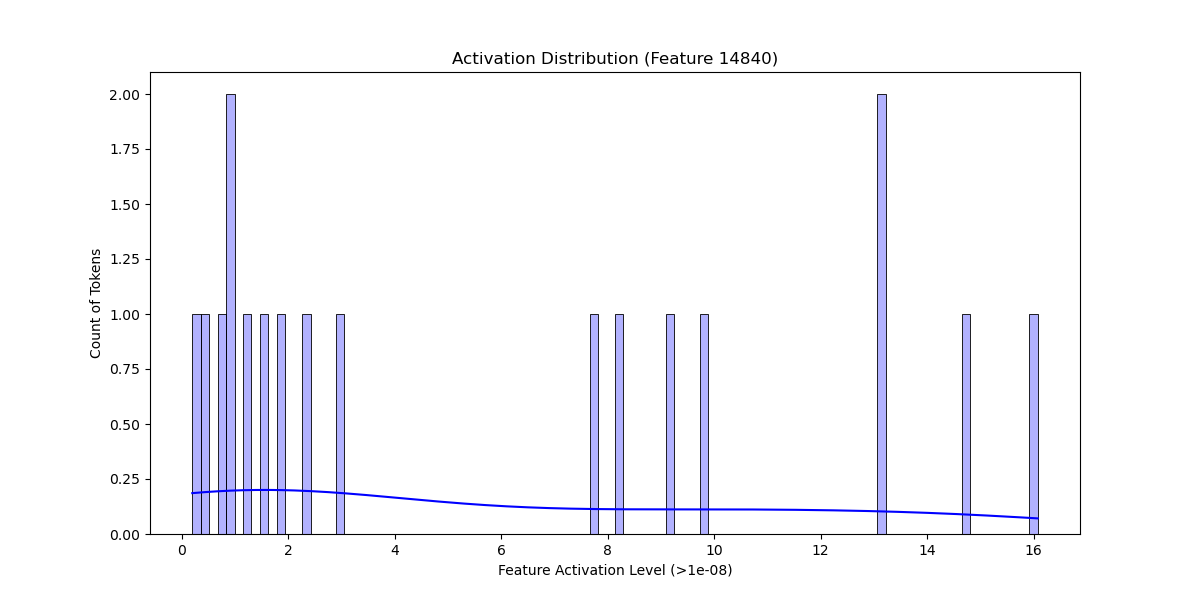 Activation Distribution (Feature 14840)
2.00
1.75
1.50
1.25
1.00
0.75
0.50
0.25
0.00
Count of Tokens
0 2 4 6 8 10 12 14 16
Feature Activation Level (>1e-08)